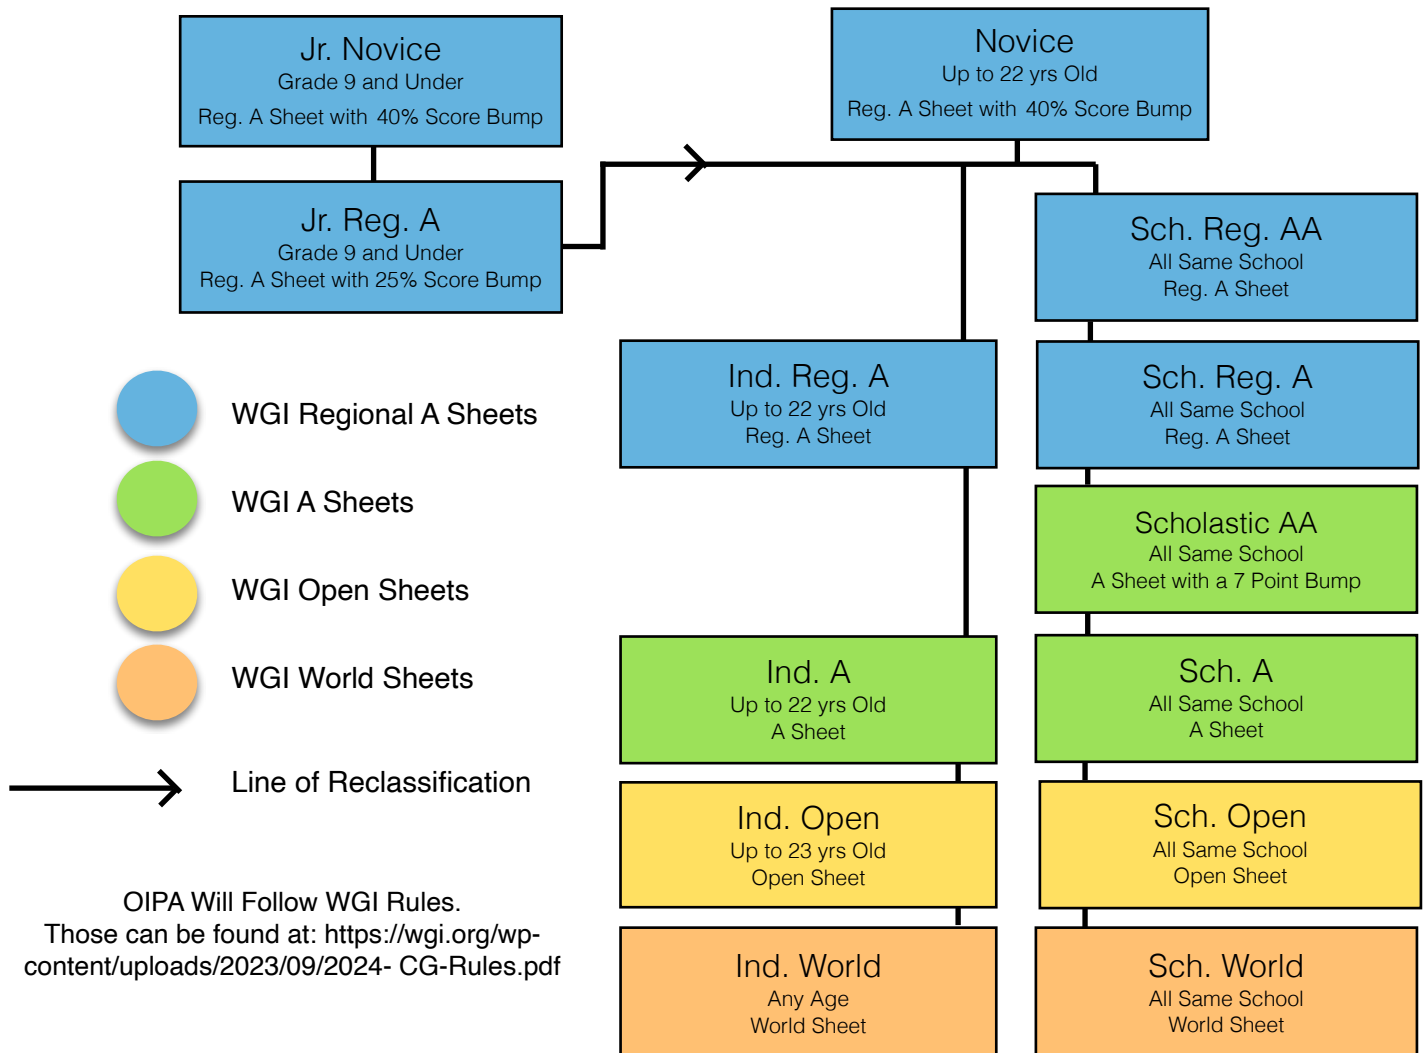 Jr. Novice
Grade 9 and Under
Reg. A Sheet with 40% Score Bump
Novice
Up to 22 yrs Old
Reg. A Sheet with 40% Score Bump
Jr. Reg. A
Grade 9 and Under
Reg. A Sheet with 25% Score Bump
Sch. Reg. AA
All Same School
Reg. A Sheet
Ind. Reg. A
Up to 22 yrs Old
Reg. A Sheet
Sch. Reg. A
All Same School
Reg. A Sheet
Scholastic AA
All Same School
A Sheet with a 7 Point Bump
Ind. A
Up to 22 yrs Old
A Sheet
Sch. A
All Same School
A Sheet
Ind. Open
Up to 23 yrs Old
Open Sheet
Sch. Open
All Same School
Open Sheet
Ind. World
Any Age
World Sheet
Sch. World
All Same School
World Sheet
WGI Regional A Sheets
WGI A Sheets
WGI Open Sheets
WGI World Sheets
Line of Reclassification
OIPA Will Follow WGI Rules.
Those can be found at: https://wgi.org/wp-
content/uploads/2023/09/2024- CG-Rules.pdf